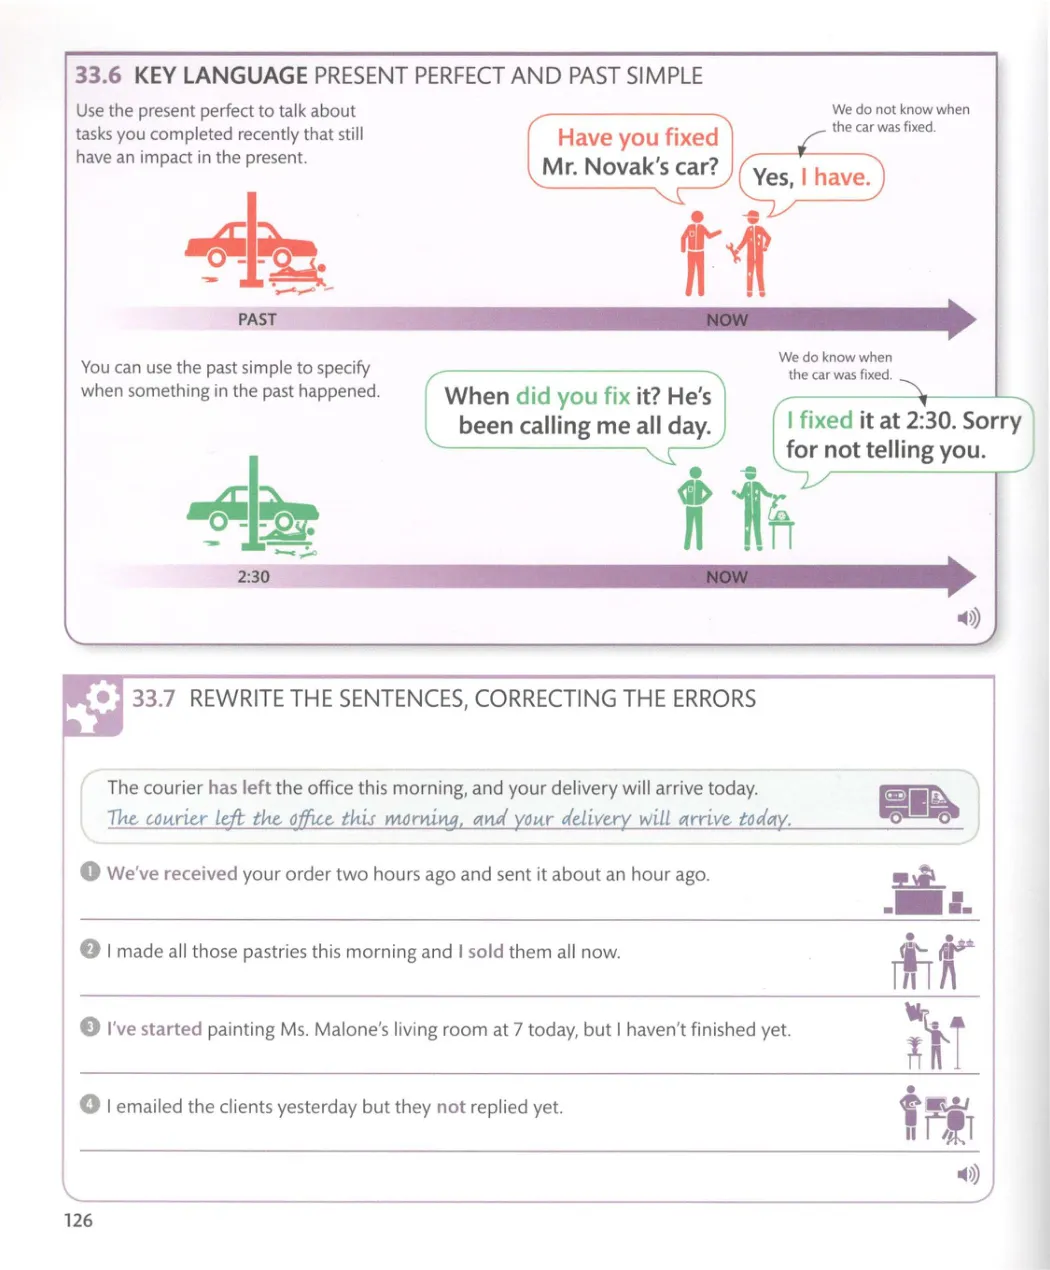 33.6 KEY LANGUAGE PRESENT PERFECT AND PAST SIMPLE
Use the present perfect to talk about
tasks you completed recently that still
have an impact in the present.
Have you fixed
Mr. Novak's car?
We do not know when
the car was fixed.
Yes, I have.
PAST
NOW
You can use the past simple to specify
when something in the past happened.
When did you fix it? He's
been calling me all day.
We do know when
the car was fixed.
I fixed it at 2:30. Sorry
for not telling you.
2:30
NOW
33.7 REWRITE THE SENTENCES, CORRECTING THE ERRORS
The courier has left the office this morning, and your delivery will arrive today.
The courier left the office this morning, and your delivery will arrive today.
1 We've received your order two hours ago and sent it about an hour ago.
2 I made all those pastries this morning and I sold them all now.
3 I've started painting Ms. Malone's living room at 7 today, but I haven't finished yet.
4 I emailed the clients yesterday but they not replied yet.
126